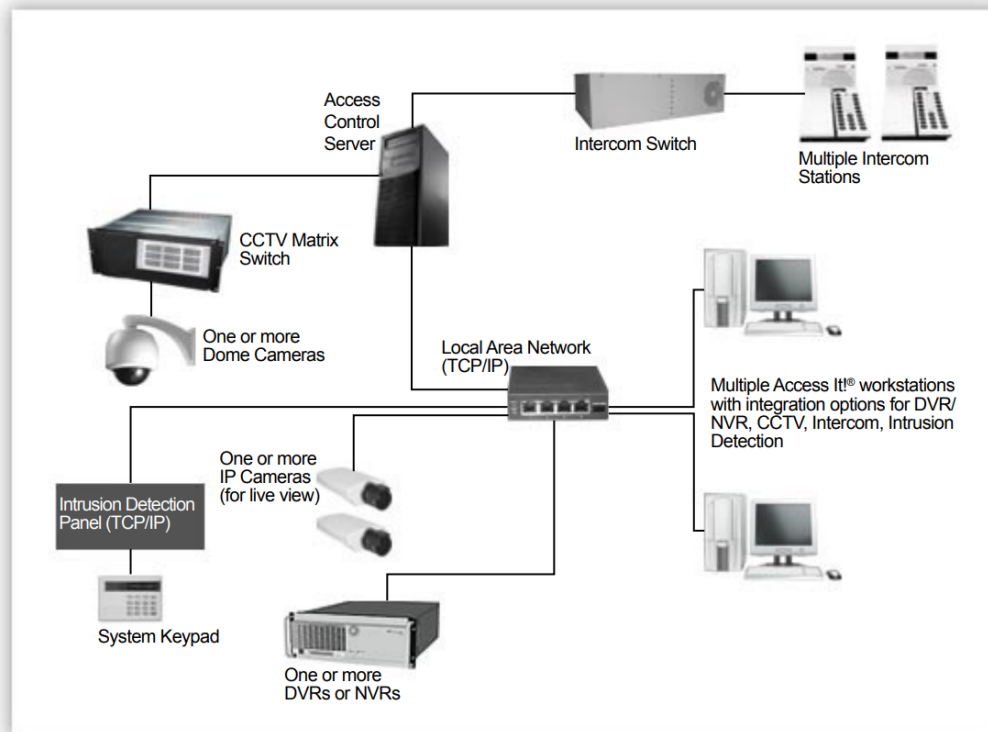 Access
Control
Server
Intercom Switch
Multiple Intercom
Stations
CCTV Matrix
Switch
One or more
Dome Cameras
Local Area Network
(TCP/IP)
Multiple Access It!® workstations
with integration options for DVR/
NVR, CCTV, Intercom, Intrusion
Detection
One or more
IP Cameras
(for live view)
Intrusion Detection
Panel (TCP/IP)
System Keypad
One or more
DVRs or NVRs